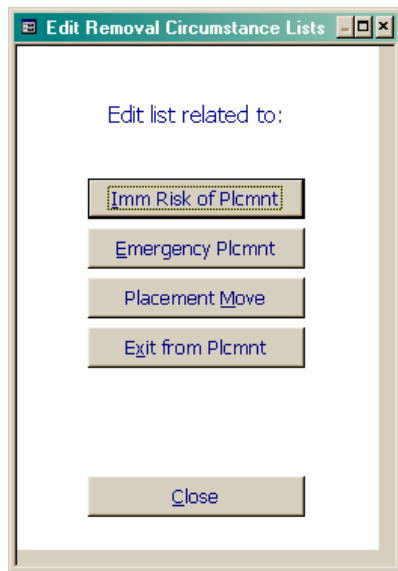 Edit Removal Circumstance Lists
Edit list related to:
Imm Risk of Plcmnt
Emergency Plcmnt
Placement Move
Exit from Plcmnt
Close